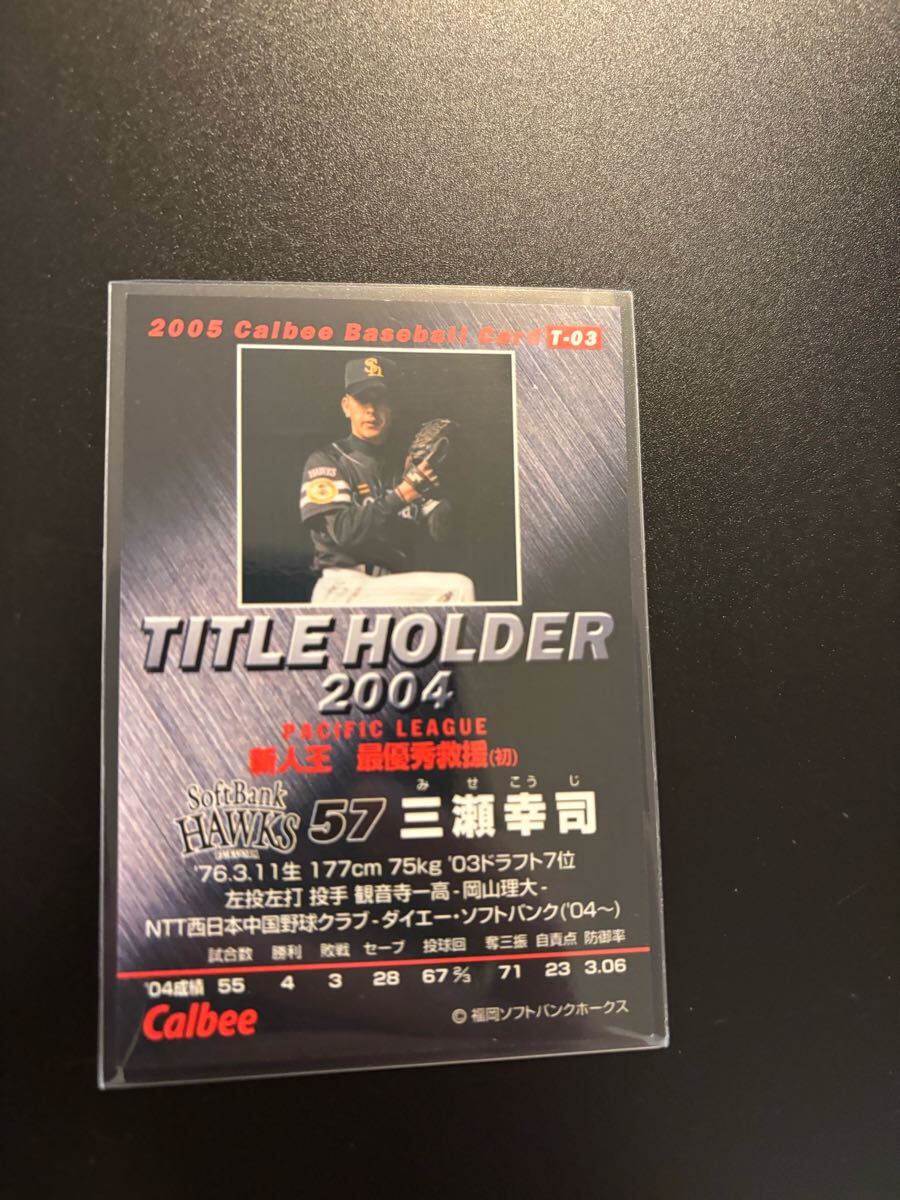 2005 Calbee Baseball Card T-03
SH
HAWKS
TITLE HOLDER
2004
PACIFIC LEAGUE
新人王 最優秀救援(初)
SoftBank
HAWKS
57 三瀬幸司
み せ こう じ
'76.3.11生 177cm 75kg '03ドラフト7位
左投左打 投手 観音寺一高-岡山理大-
NTT西日本中国野球クラブ-ダイエー・ソフトバンク('04〜)
試合数 勝利 敗戦 セーブ 投球回 奪三振 自責点 防御率
'04成績 55 4 3 28 67 2/3 71 23 3.06
Calbee
© 福岡ソフトバンクホークス